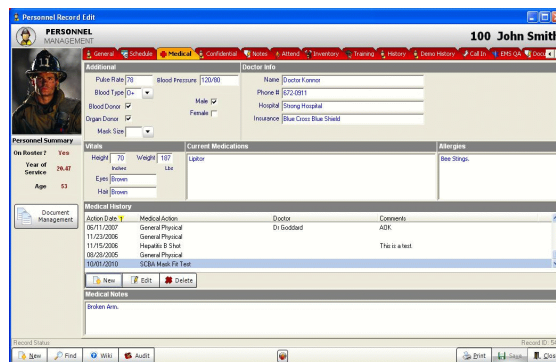 Personnel Record Edit
PERSONNEL
MANAGEMENT
100 John Smith
General Schedule Medical Confidential Notes Attend Inventory Training History Demo History Call In EMS QA
Additional Doctor Info
Pulse Rate 78 Blood Pressure 120/80 Name Doctor Konnor
Blood Type O+ Phone # 672-0911
Blood Donor Male Hospital Strong Hospital
Organ Donor Female Insurance Blue Cross Blue Shield
Mask Size
Personnel Summary
On Roster? Yes
Year of Service 20.47
Age 53
Document Management
Vitals Current Medications Allergies
Height 70 Weight 187 Lipitor Bee Stings.
Inches Lbs
Eyes Brown
Hair Brown
Medical History
Action Date 1 Medical Action Doctor Comments
06/11/2007 General Physical Dr Goddard AOK
11/23/2006 General Physical
11/15/2006 Hepatitis B Shot This is a test.
08/28/2005 General Physical
10/01/2010 SCBA Mask Fit Test
New Edit Delete
Medical Notes
Broken Arm.
Record Status Record ID: 5
New Find Wiki Audit Print Save